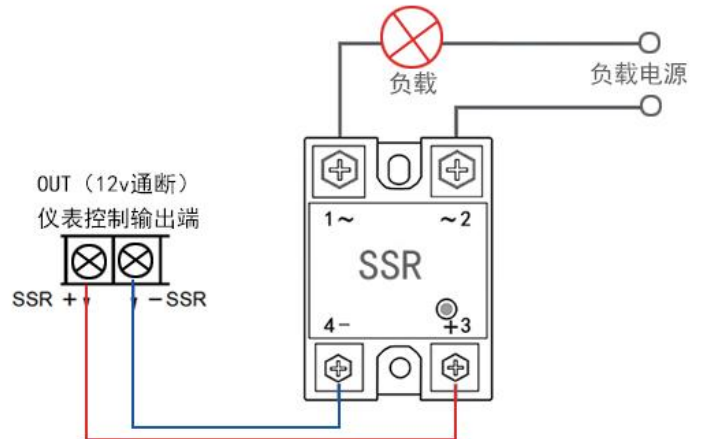 负载
负载电源
OUT（12v通断）
仪表控制输出端
SSR + -SSR
1~ ~2
SSR
4- +3